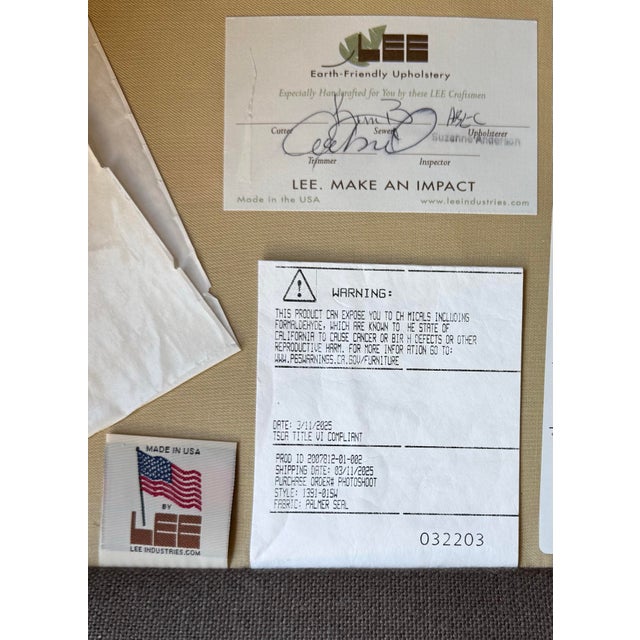 LEE
Earth-Friendly Upholstery
Especially Handcrafted for You by these LEE Craftsmen
Cutter Sewer Upholsterer
Suzanne Anderson
Trimmer Inspector
LEE. MAKE AN IMPACT
Made in the USA www.leeindustries.com
WARNING:
THIS PRODUCT CAN EXPOSE YOU TO CH MICALS INCLUDING
FORMALDEHYDE, WHICH ARE KNOWN TO HE STATE OF
CALIFORNIA TO CAUSE CANCER OR BIR H DEFECTS OR OTHER
REPRODUCTIVE HARM. FOR MORE INFOR ATION GO TO:
WWW.P65WARNINGS.CA.GOV/FURNITURE
DATE: 3/11/2025
TSCA TITLE VI COMPLIANT
PROD ID 2007812-01-002
SHIPPING DATE: 03/11/2025
PURCHASE ORDER# PHOTOSHOOT
STYLE: 1391-01SW
FABRIC: PALMER SEAL
032203
MADE IN USA
BY
LEE
LEE INDUSTRIES.COM